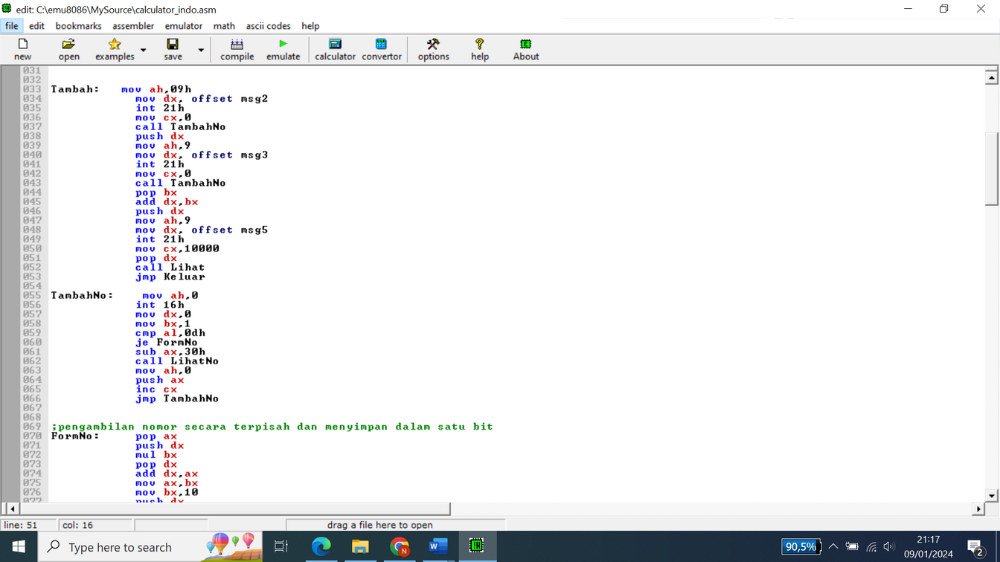 edit: C:\emu8086\MySource\calculator_indo.asm
file edit bookmarks assembler emulator math ascii codes help
new open examples save compile emulate calculator convertor options help About
031
032
033 Tambah: mov ah,09h
034 mov dx, offset msg2
035 int 21h
036 mov cx,0
037 call TambahNo
038 push dx
039 mov ah,9
040 mov dx, offset msg3
041 int 21h
042 mov cx,0
043 call TambahNo
044 pop bx
045 add dx,bx
046 push dx
047 mov ah,9
048 mov dx, offset msg5
049 int 21h
050 mov cx,10000
051 pop dx
052 call Lihat
053 jmp Keluar
054
055 TambahNo: mov ah,0
056 int 16h
057 mov dx,0
058 mov bx,1
059 cmp al,0dh
060 je FormNo
061 sub ax,30h
062 call LihatNo
063 mov ah,0
064 push ax
065 inc cx
066 jmp TambahNo
067
068
069 ;pengambilan nomor secara terpisah dan menyimpan dalam satu bit
070 FormNo: pop ax
071 push dx
072 mul bx
073 pop dx
074 add dx,ax
075 mov ax,bx
076 mov bx,10
077 push dx
line: 51 col: 16 drag a file here to open
Type here to search 90,5% 21:17
09/01/2024 2